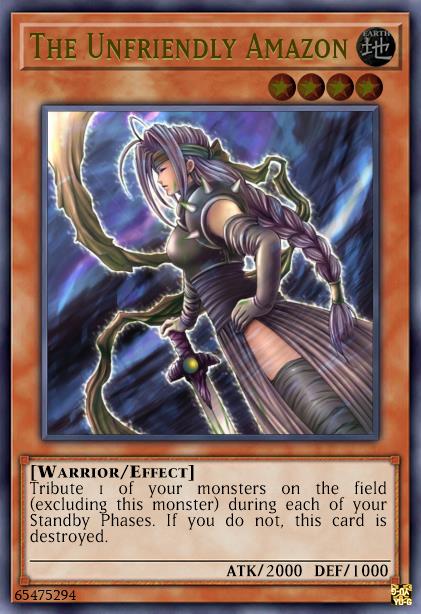 The Unfriendly Amazon
EARTH
地
[Warrior/Effect]
Tribute 1 of your monsters on the field
(excluding this monster) during each of your
Standby Phases. If you do not, this card is
destroyed.
ATK/2000 DEF/1000
65475294